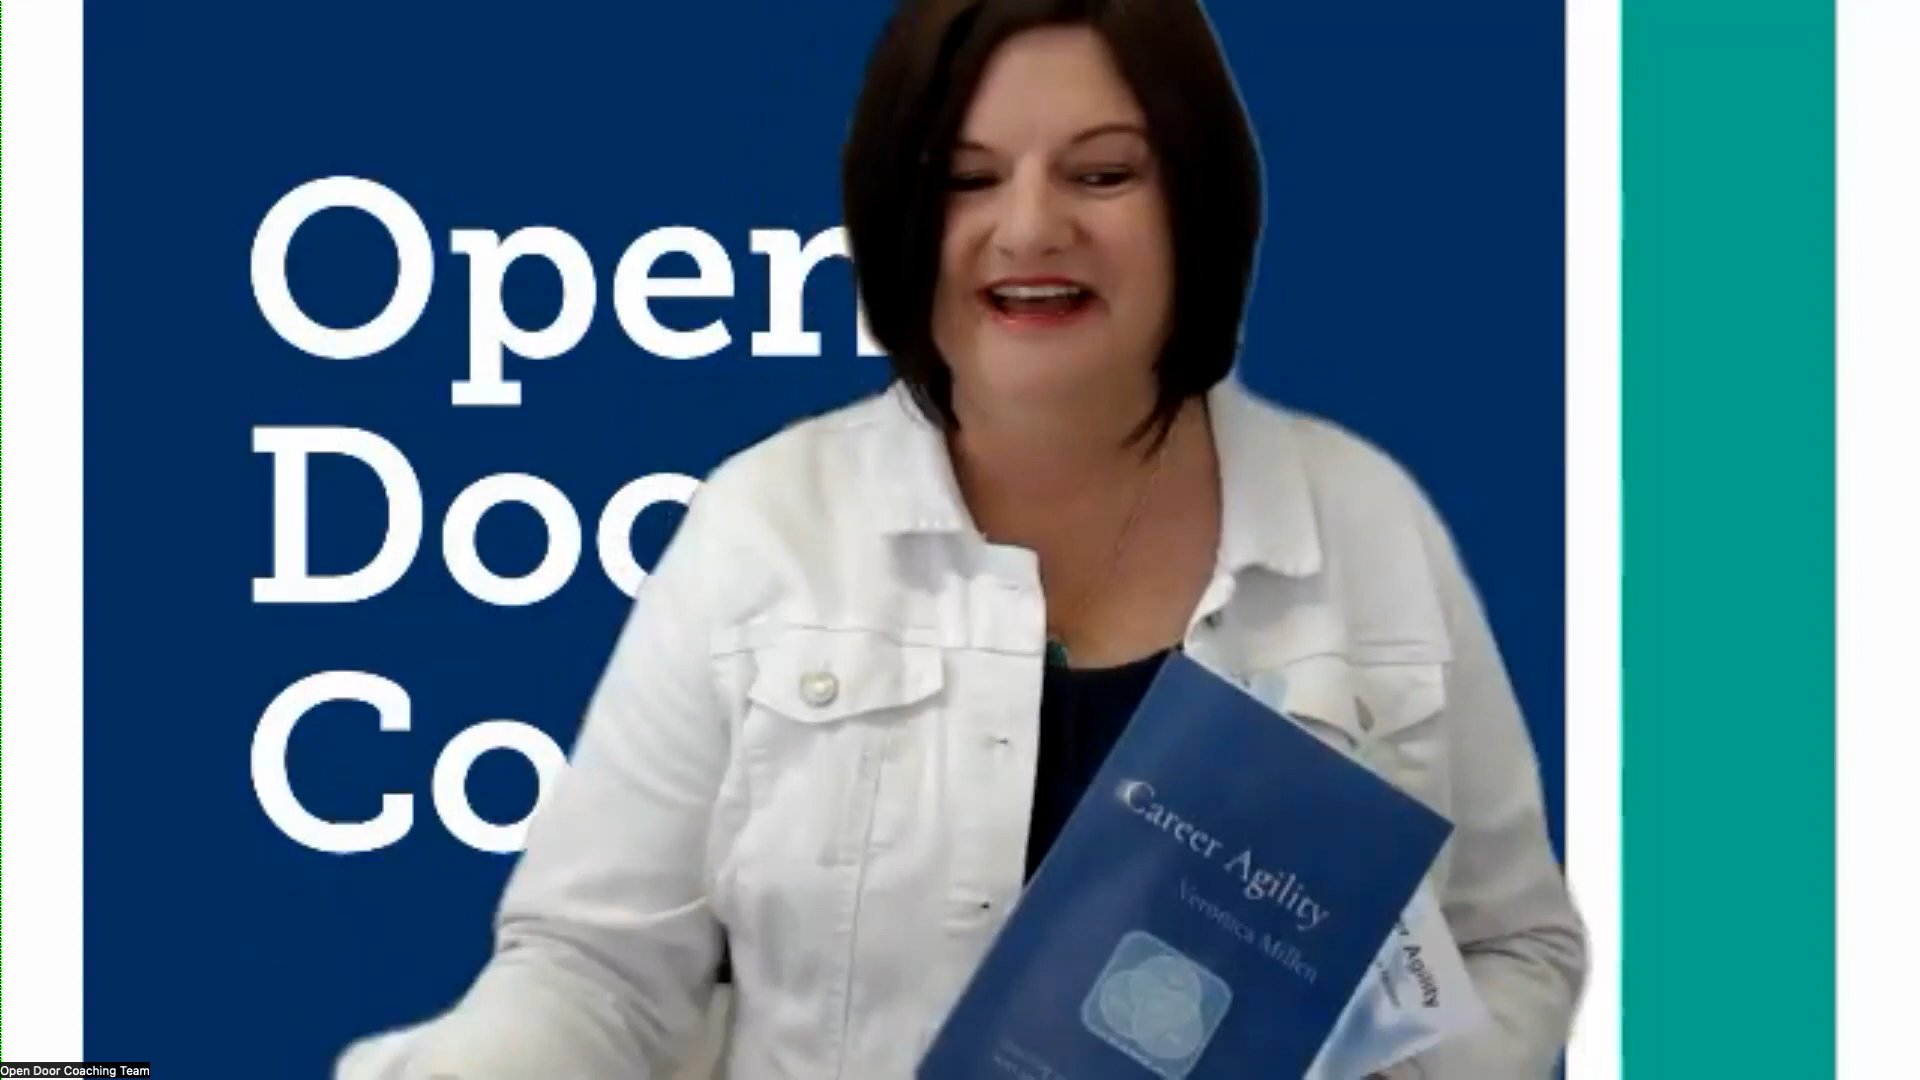 Open
Doo
Co
Career Agility
Veronica Millen
Agility
Open Door Coaching Team